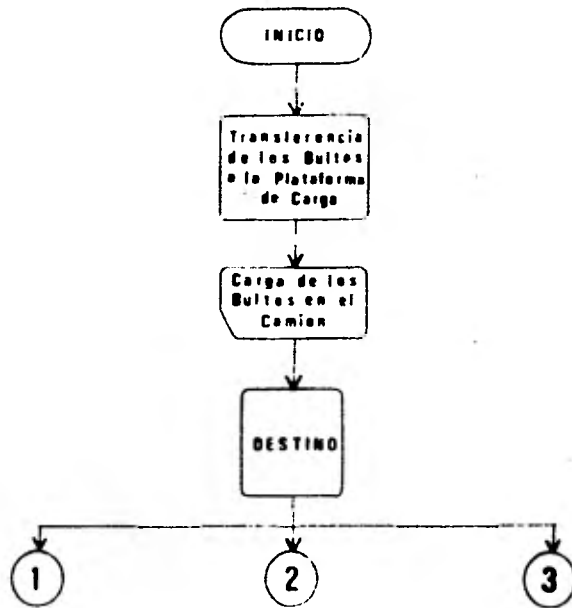 INICIO
Transferencia
de los Bultos
a la Plataforma
de Carga
Carga de los
Bultos en el
Camion
DESTINO
1 2 3